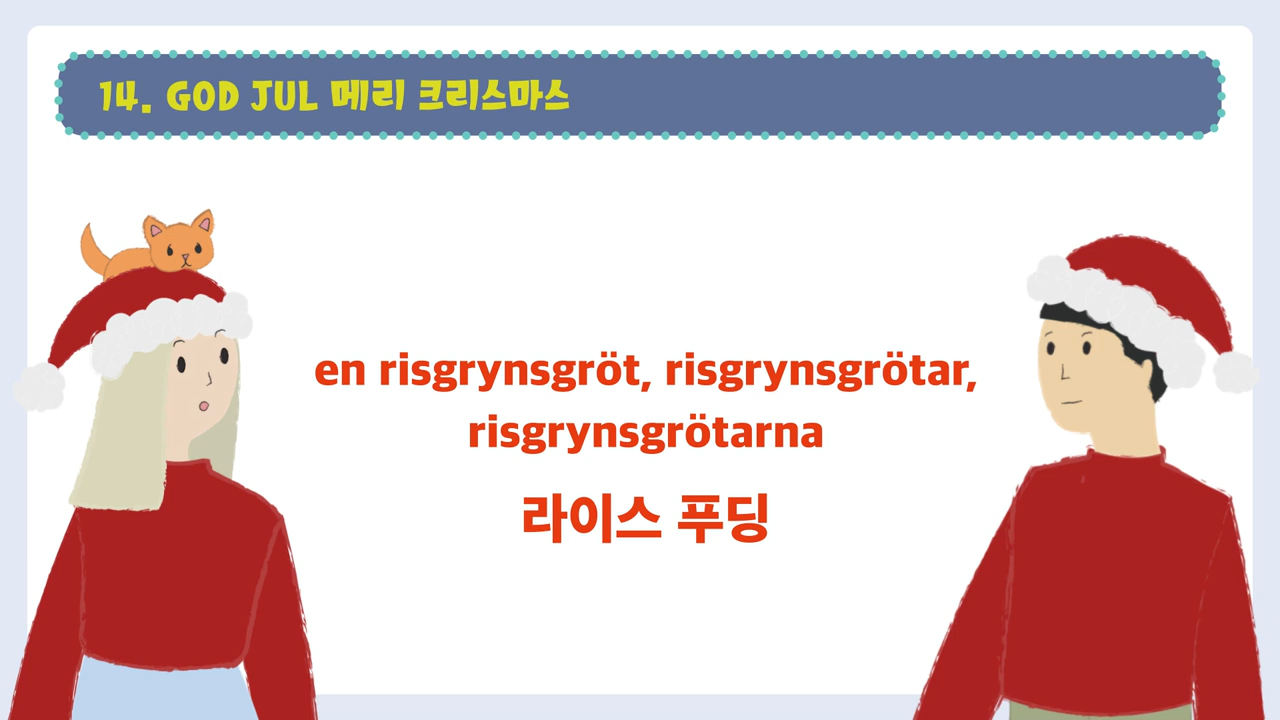 14. GOD JUL 메리 크리스마스
en risgrynsgröt, risgrynsgrötar,
risgrynsgrötarna
라이스 푸딩